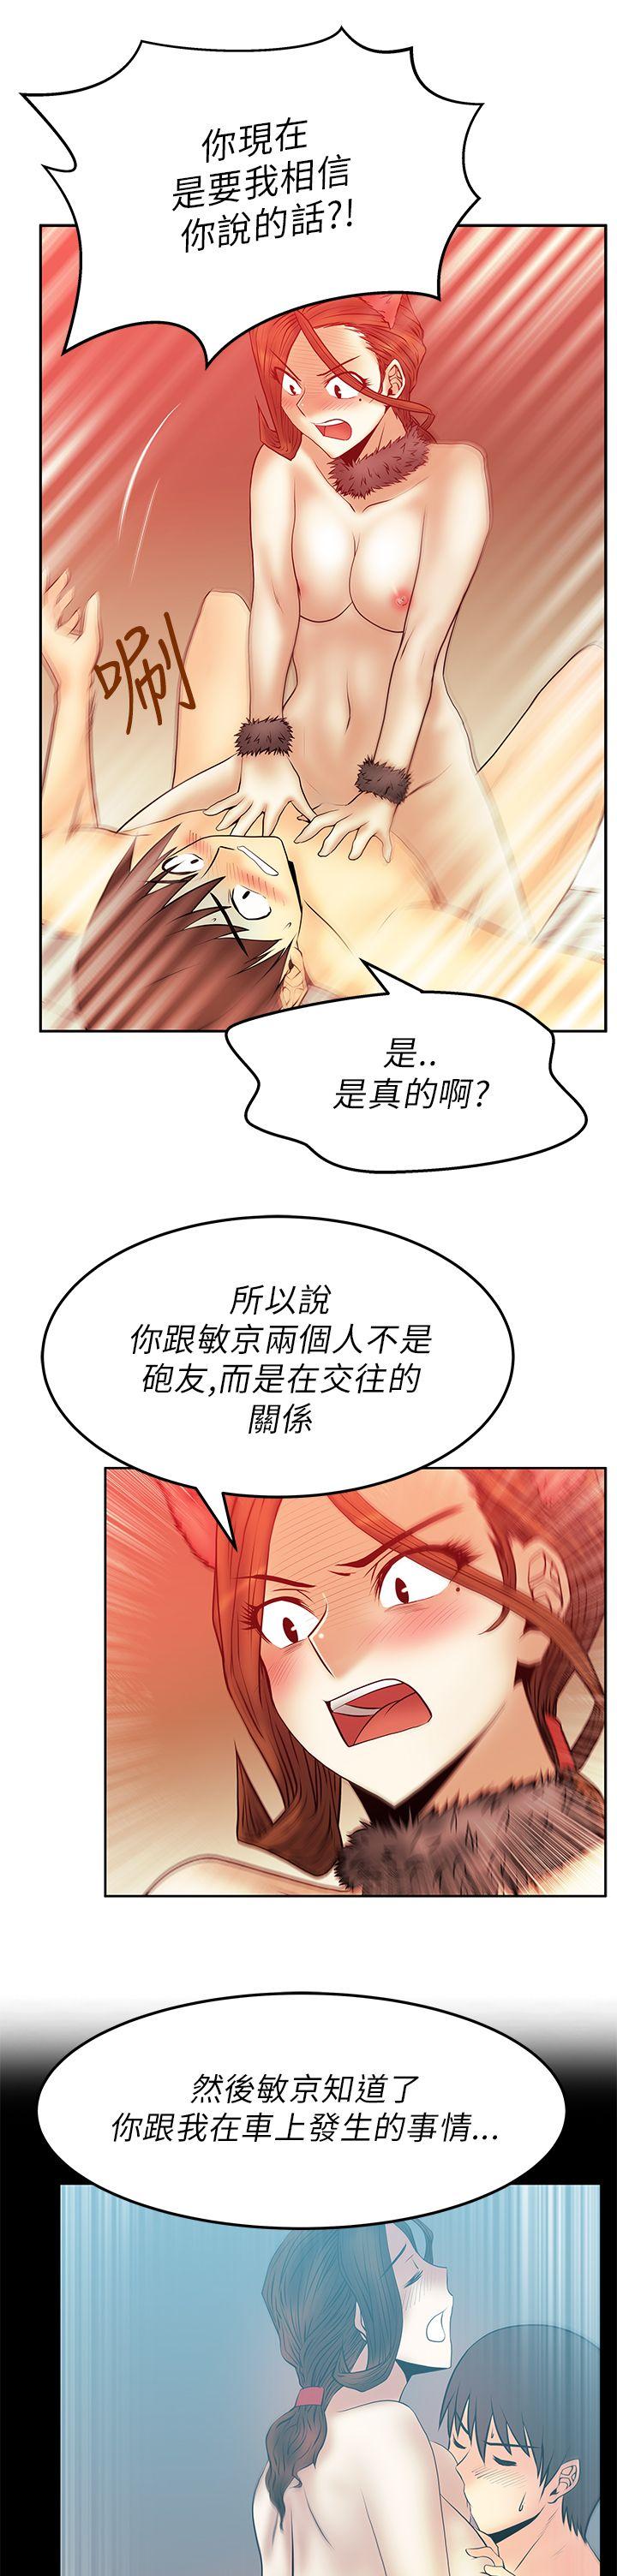 你現在
是要我相信
你說的話?!
唰
是..
是真的啊?
所以說
你跟敏京兩個人不是
砲友,而是在交往的
關係
然後敏京知道了
你跟我在車上發生的事情...